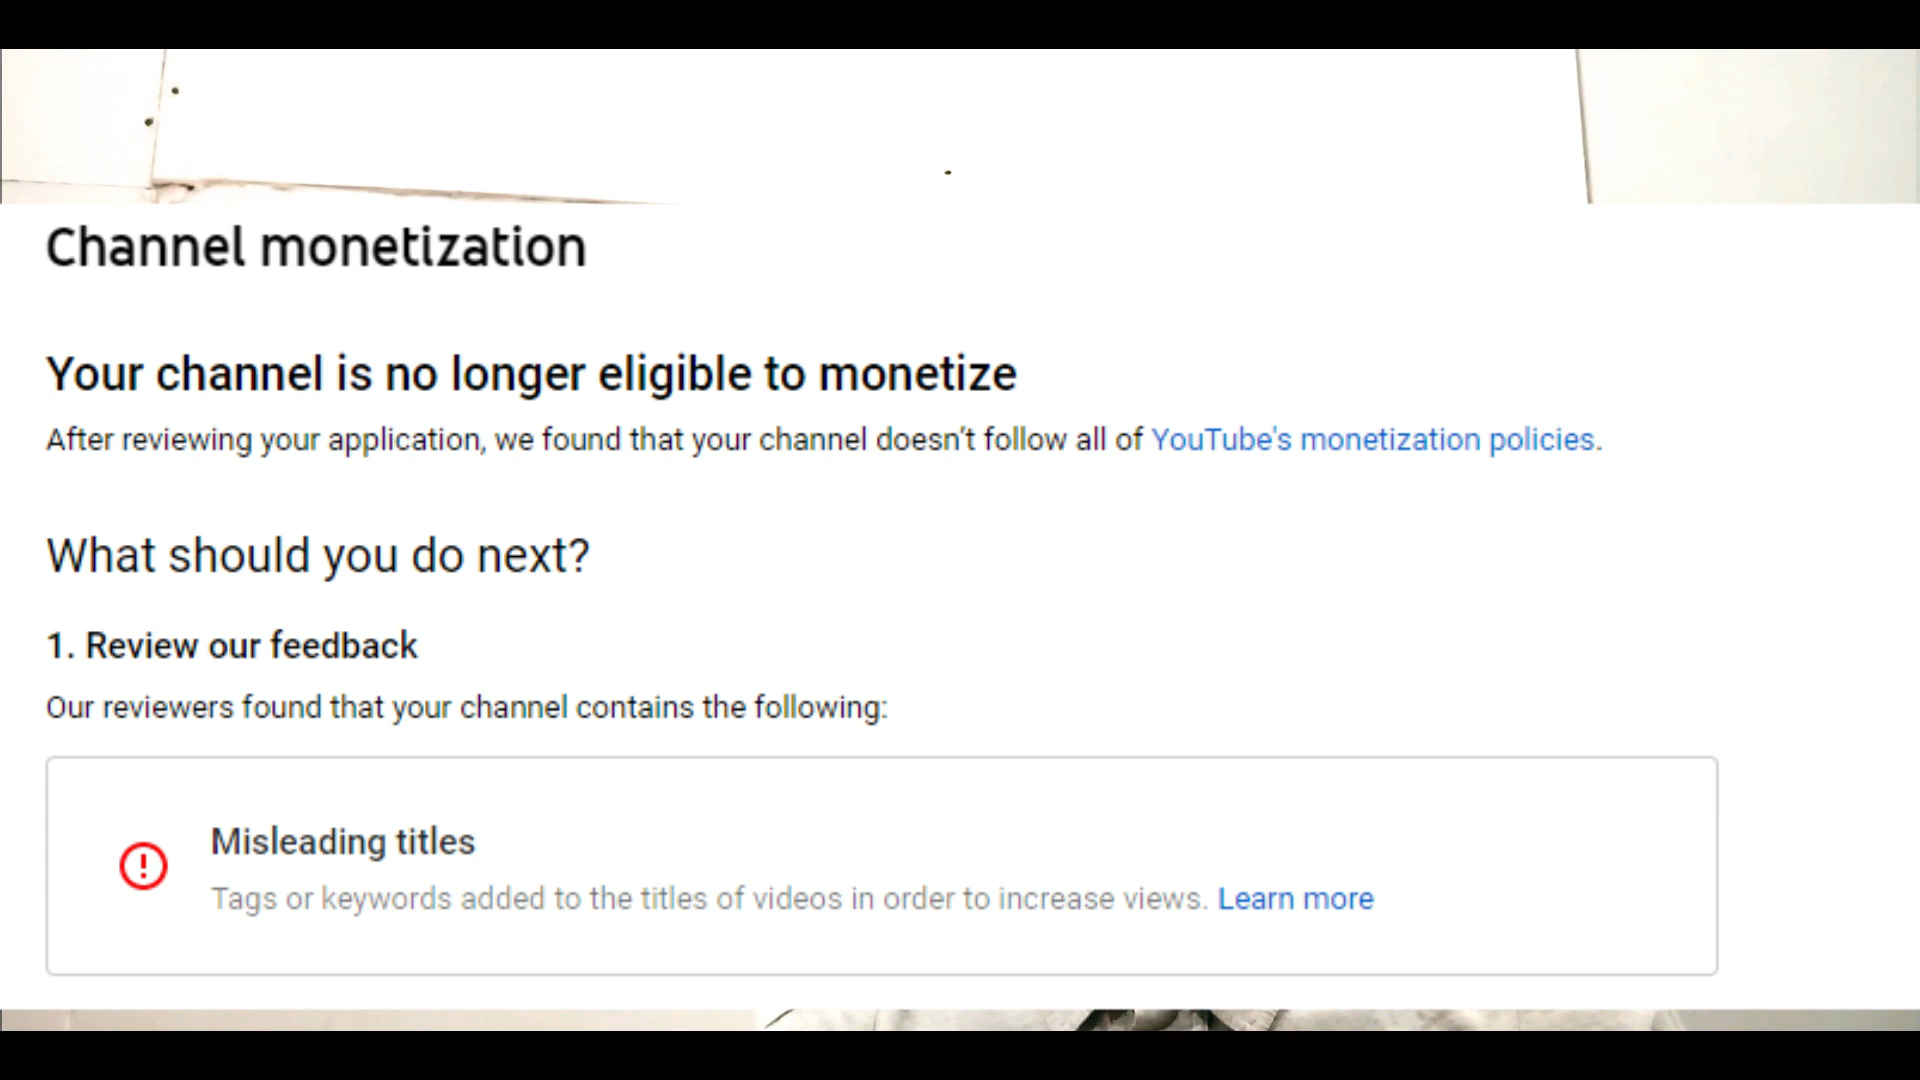 Channel monetization
Your channel is no longer eligible to monetize
After reviewing your application, we found that your channel doesn't follow all of YouTube's monetization policies.
What should you do next?
1. Review our feedback
Our reviewers found that your channel contains the following:
Misleading titles
Tags or keywords added to the titles of videos in order to increase views. Learn more